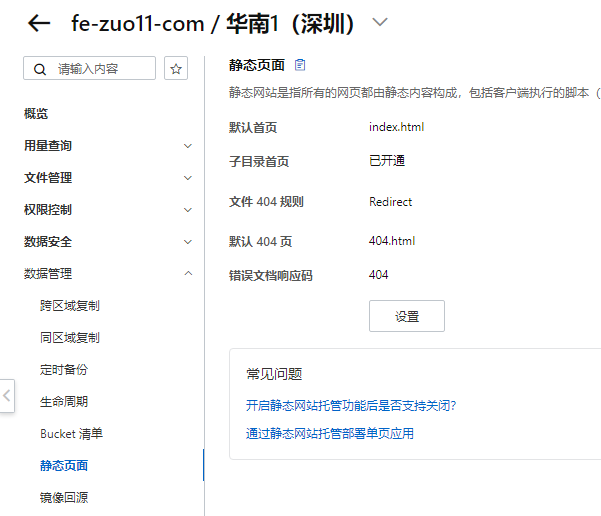 fe-zuo11-com / 华南1（深圳）
请输入内容
概览
用量查询
文件管理
权限控制
数据安全
数据管理
跨区域复制
同区域复制
定时备份
生命周期
Bucket 清单
静态页面
镜像回源
静态页面
静态网站是指所有的网页都由静态内容构成，包括客户端执行的脚本（
默认首页 index.html
子目录首页 已开通
文件 404 规则 Redirect
默认 404 页 404.html
错误文档响应码 404
设置
常见问题
开启静态网站托管功能后是否支持关闭?
通过静态网站托管部署单页应用